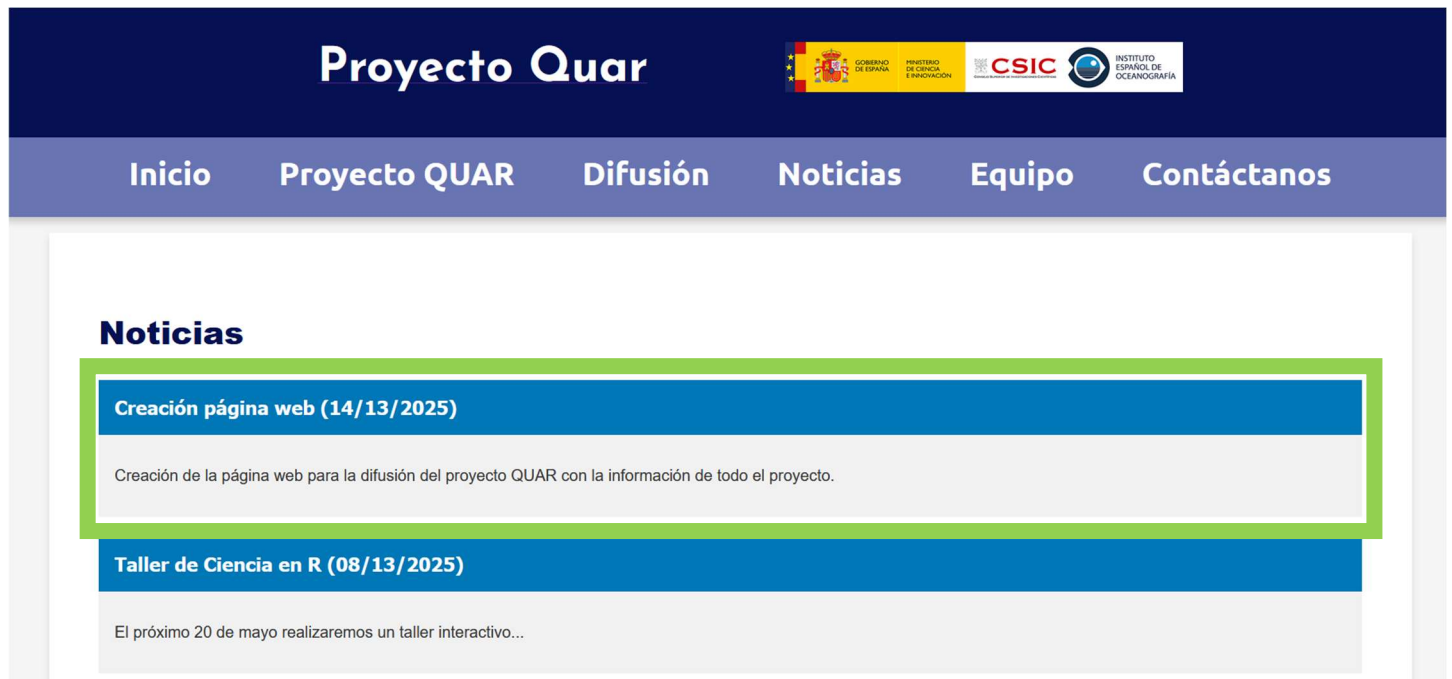 Proyecto Quar
GOBIERNO
DE ESPAÑA
MINISTERIO
DE CIENCIA
E INNOVACIÓN
CSIC
INSTITUTO
ESPAÑOL DE
OCEANOGRAFÍA
Inicio Proyecto QUAR Difusión Noticias Equipo Contáctanos
Noticias
Creación página web (14/13/2025)
Creación de la página web para la difusión del proyecto QUAR con la información de todo el proyecto.
Taller de Ciencia en R (08/13/2025)
El próximo 20 de mayo realizaremos un taller interactivo...